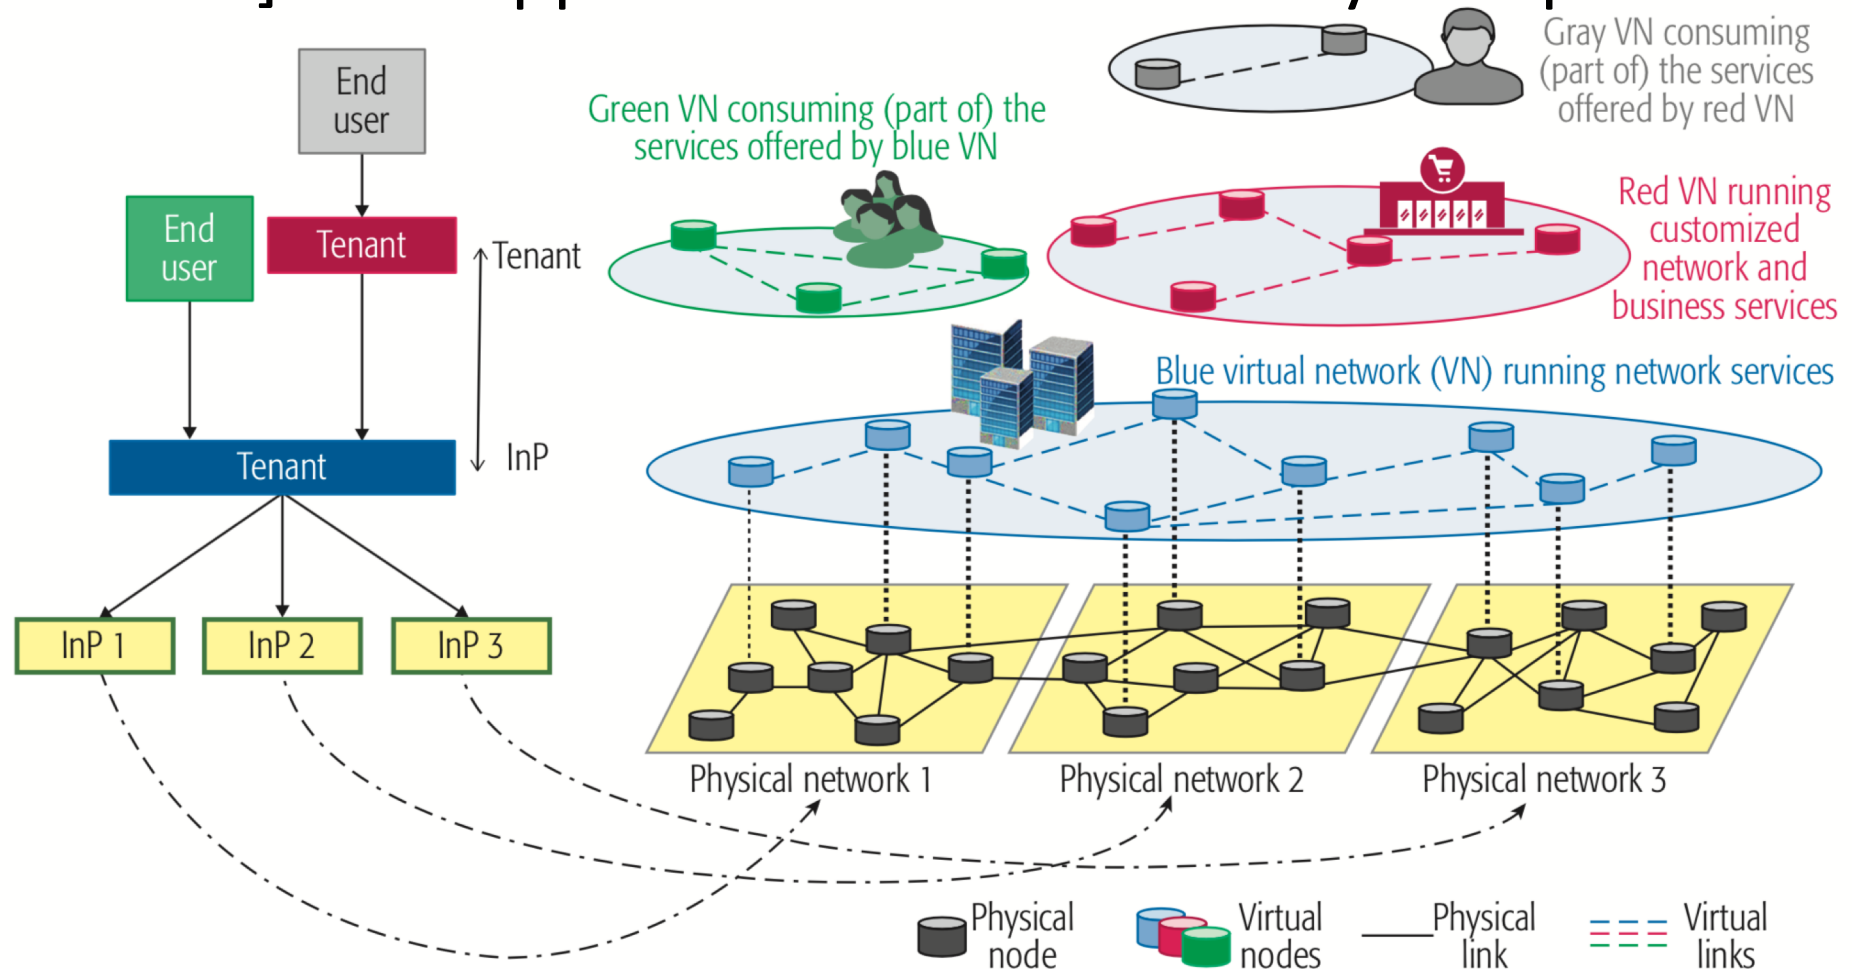 End
user
Green VN consuming (part of) the
services offered by blue VN
Gray VN consuming
(part of) the services
offered by red VN
End
user
Tenant
Tenant
Red VN running
customized
network and
business services
Blue virtual network (VN) running network services
Tenant
InP
InP 1
InP 2
InP 3
Physical network 1
Physical network 2
Physical network 3
Physical
node
Virtual
nodes
Physical
link
Virtual
links